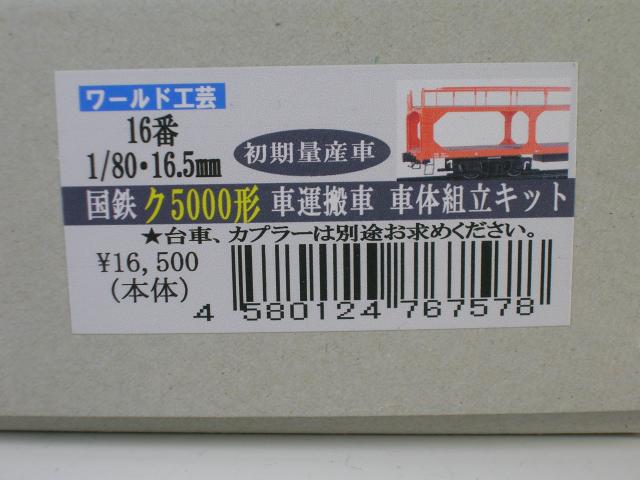 ワールド工芸
16番
1/80・16.5mm
初期量産車
国鉄 ク5000形 車運搬車 車体組立キット
★台車、カプラーは別途お求めください。
¥16,500
(本体)
4 580124 767578